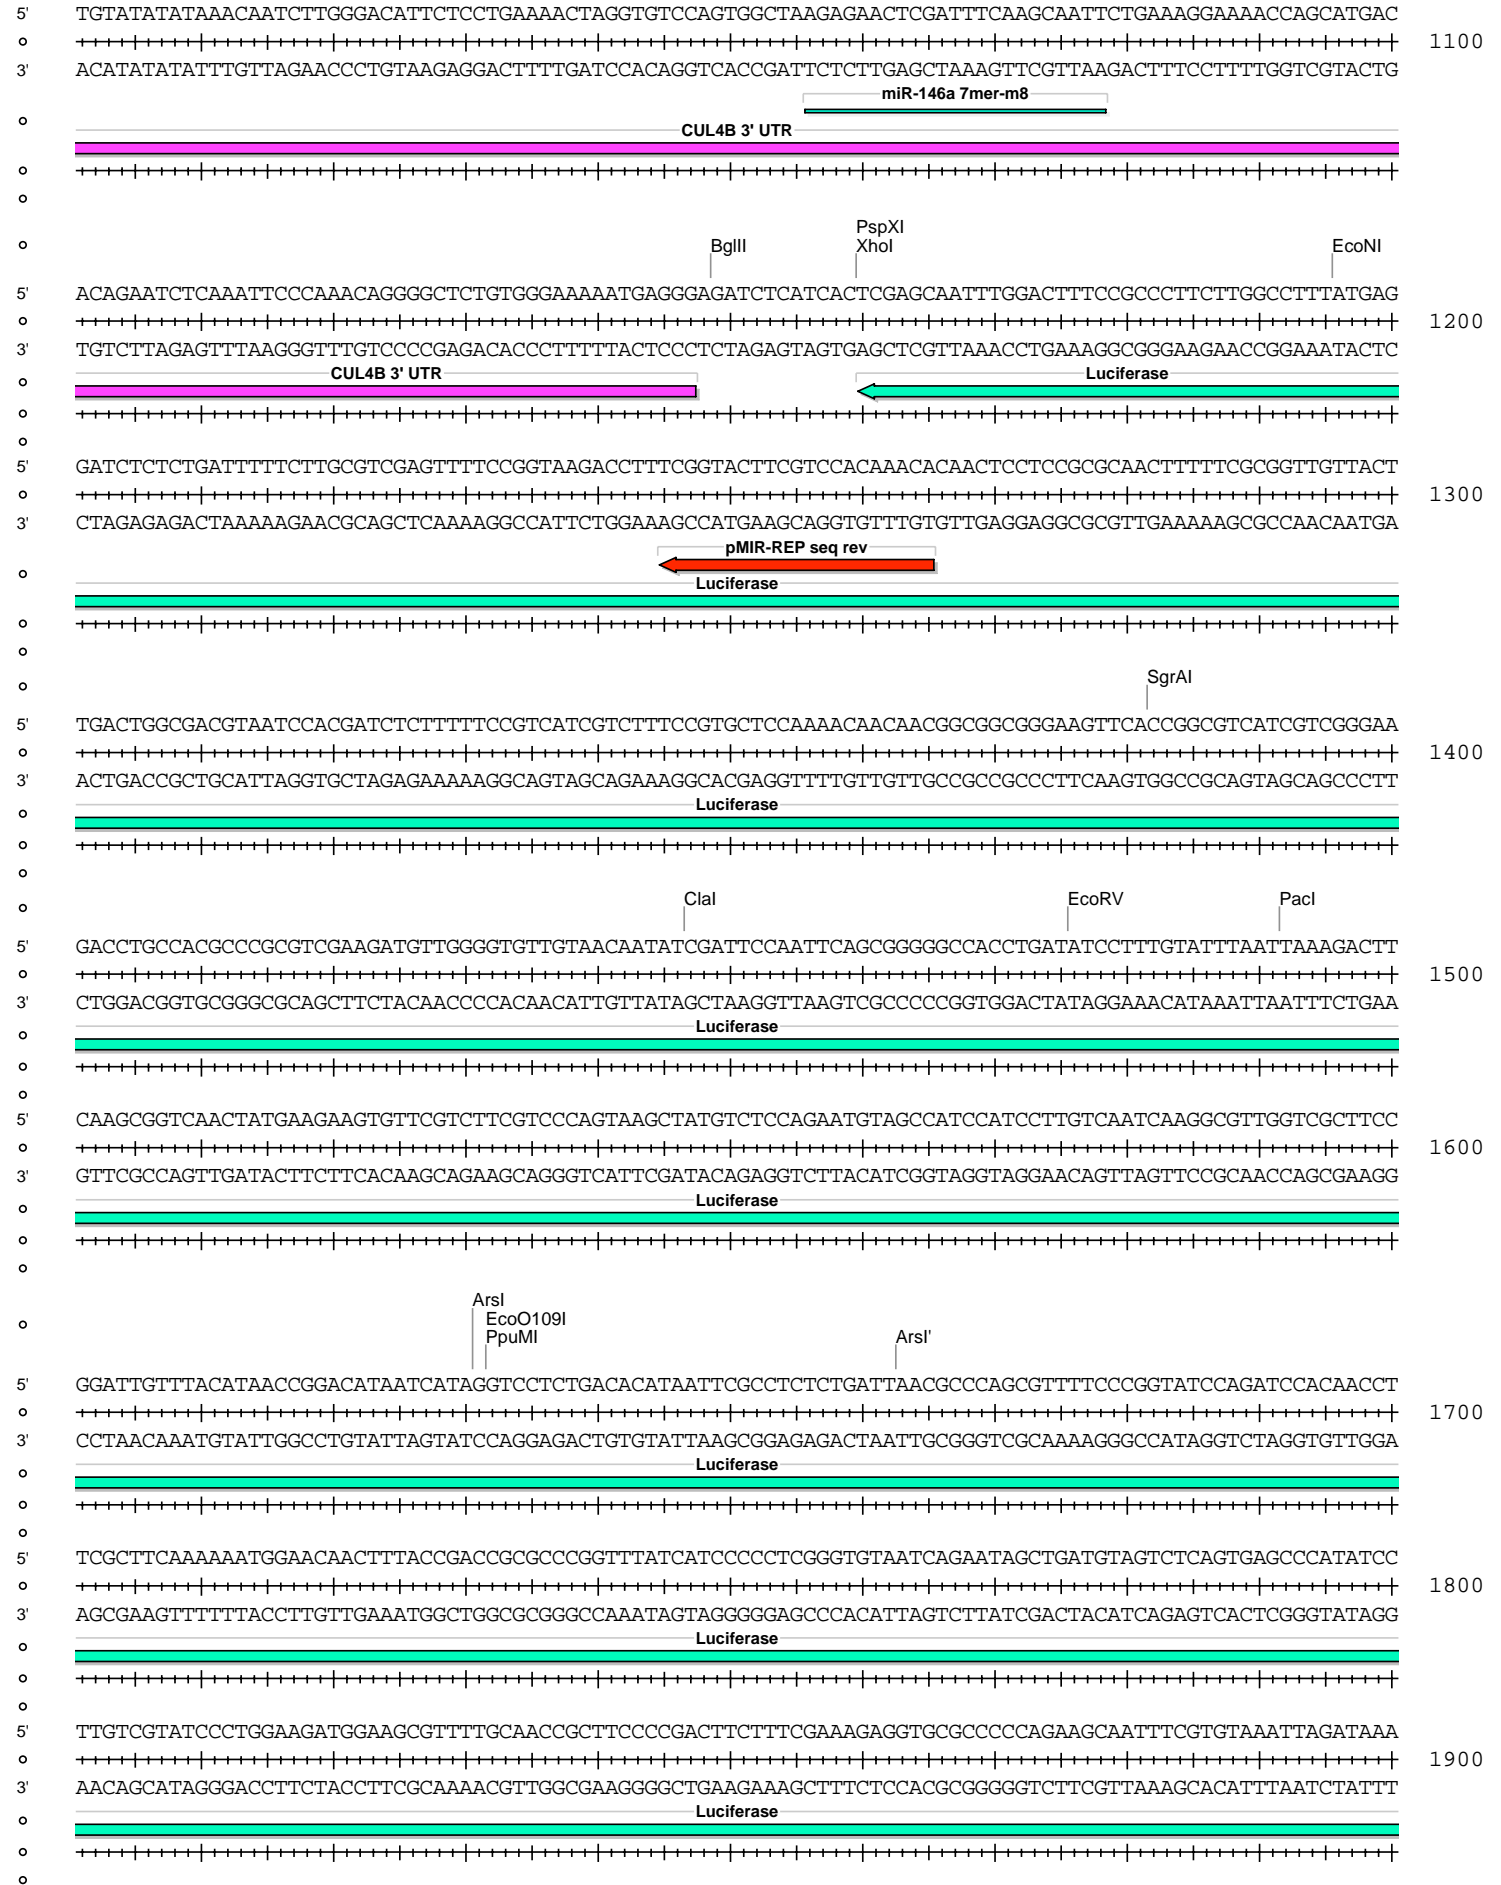 5' TGTATATATATAAACAATCTTGGGACATTCTCCTGAAAACTAGGTGTCCAGTGGCTAAGAGAACTCGATTTCAAGCAATTCTGAAAGGAAAACCAGCATGAC
1100
3' ACATATATATATTTGTTAGAACCCTGTAAGAGGACTTTTGATCCACAGGTCACCGATTCTCTTGAGCTAAAGTTCGTTAAGACTTTCCTTTTGGTCGTACTG
miR-146a 7mer-m8
CUL4B 3' UTR
PspXI
BglII XhoI EcoNI
5' ACAGAATCTCAAATTCCCAAACAGGGGCTCTGTGGGAAAAATGAGGGAGATCTCATCACTCGAGCAATTTGGACTTTCCGCCCTTCTTGGCCTTTATGAG
1200
3' TGTCTTAGAGTTTAAGGGTTTGTCCCCGAGACACCCTTTTTACTCCCTCTAGAGTAGTGAGCTCGTTAAACCTGAAAGGCGGGAAGAACCGGAAATACTC
CUL4B 3' UTR Luciferase
5' GATCTCTCTGATTTTTCTTGCGTCGAGTTTTCCGGTAAGACCTTTCGGTACTTCGTCCACAAACACAACTCCTCCGCGCAACTTTTTCGCGGTTGTTACT
1300
3' CTAGAGAGACTAAAAAGAACGCAGCTCAAAAGGCCATTCTGGAAAGCCATGAAGCAGGTGTTTGTGTTGAGGAGGCGCGTTGAAAAAGCGCCAACAATGA
pMIR-REP seq rev
Luciferase
SgrAI
5' TGACTGGCGACGTAATCCACGATCTCTTTTTCCGTCATCGTCTTTCCGTGCTCCAAAACAACAACGGCGGCGGGAAGTTCACCGGCGTCATCGTCGGGAA
1400
3' ACTGACCGCTGCATTAGGTGCTAGAGAAAAAGGCAGTAGCAGAAAGGCACGAGGTTTTGTTGTTGCCGCCGCCCTTCAAGTGGCCGCAGTAGCAGCCCTT
Luciferase
ClaI EcoRV PacI
5' GACCTGCCACGCCCGCGTCGAAGATGTTGGGGTGTTGTAACAATATCGATTCCAATTCAGCGGGGGCCACCTGATATCCTTTGTATTTAATTAAAGACTT
1500
3' CTGGACGGTGCGGGCGCAGCTTCTACAACCCCACAACATTGTTATAGCTAAGGTTAAGTCGCCCCCGGTGGACTATAGGAAACATAAATTAATTTCTGAA
Luciferase
5' CAAGCGGTCAACTATGAAGAAGTGTTCGTCTTCGTCCCAGTAAGCTATGTCTCCAGAATGTAGCCATCCATCCTTGTCAATCAAGGCGTTGGTCGCTTCC
1600
3' GTTCGCCAGTTGATACTTCTTCACAAGCAGAAGCAGGGTCATTCGATACAGAGGTCTTACATCGGTAGGTAGGAACAGTTAGTTCCGCAACCAGCGAAGG
Luciferase
ArsI
EcoO109I
PpuMI ArsI'
5' GGATTGTTTACATAACCGGACATAATCATAGGTCCTCTGACACATAATTCGCCTCTCTGATTAACGCCCAGCGTTTTCCCGGTATCCAGATCCACAACCT
1700
3' CCTAACAAATGTATTGGCCTGTATTAGTATCCAGGAGACTGTGTATTAAGCGGAGAGACTAATTGCGGGTCGCAAAAGGGCCATAGGTCTAGGTGTTGGA
Luciferase
5' TCGCTTCAAAAAATGGAACAACTTTACCGACCGCGCCCGGTTTATCATCCCCCTCGGGTGTAATCAGAATAGCTGATGTAGTCTCAGTGAGCCCATATCC
1800
3' AGCGAAGTTTTTTACCTTGTTGAAATGGCTGGCGCGGGCCAAATAGTAGGGGGAGCCCACATTAGTCTTATCGACTACATCAGAGTCACTCGGGTATAGG
Luciferase
5' TTGTCGTATCCCTGGAAGATGGAAGCGTTTTGCAACCGCTTCCCCGACTTCTTTCGAAAGAGGTGCGCCCCCAGAAGCAATTTCGTGTAAATTAGATAAA
1900
3' AACAGCATAGGGACCTTCTACCTTCGCAAAACGTTGGCGAAGGGGCTGAAGAAAGCTTTCTCCACGCGGGGGTCTTCGTTAAAGCACATTTAATCTATTT
Luciferase